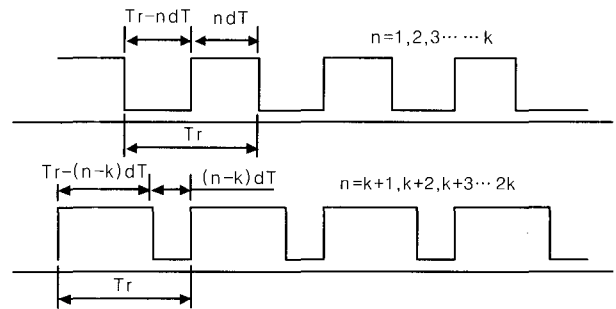 Tr-ndT
ndT
n=1,2,3······k
Tr
Tr-(n-k)dT
(n-k)dT
n=k+1,k+2,k+3···2k
Tr